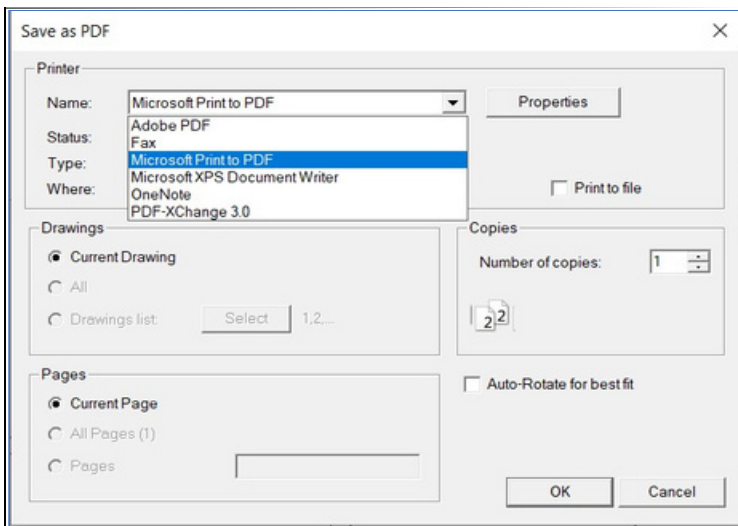 Save as PDF
Printer
Name: Microsoft Print to PDF Properties
Adobe PDF
Status: Fax
Type: Microsoft Print to PDF
Microsoft XPS Document Writer
Where: OneNote Print to file
PDF-XChange 3.0
Drawings
Current Drawing
All
Drawings list: Select 1,2,...
Copies
Number of copies: 1
2 2
Pages
Current Page
All Pages (1)
Pages
Auto-Rotate for best fit
OK Cancel